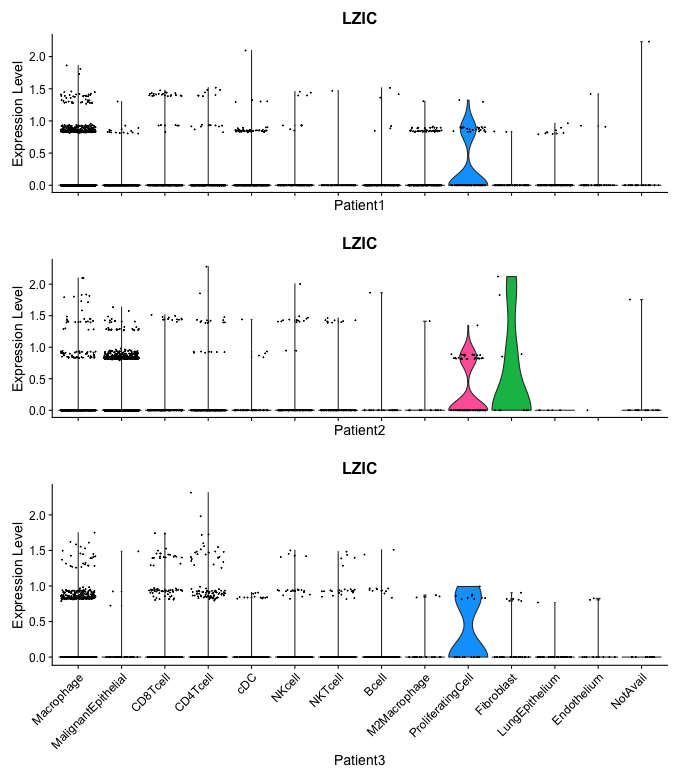 LZIC
Expression Level
2.0
1.5
1.0
0.5
0.0
Patient1
LZIC
Expression Level
2.0
1.5
1.0
0.5
0.0
Patient2
LZIC
Expression Level
2.0
1.5
1.0
0.5
0.0
Macrophage
MalignantEpithelial
CD8Tcell
CD4Tcell
cDC
NKcell
NKTcell
Bcell
M2Macrophage
ProliferatingCell
Fibroblast
LungEpithelium
Endothelium
NotAvail
Patient3